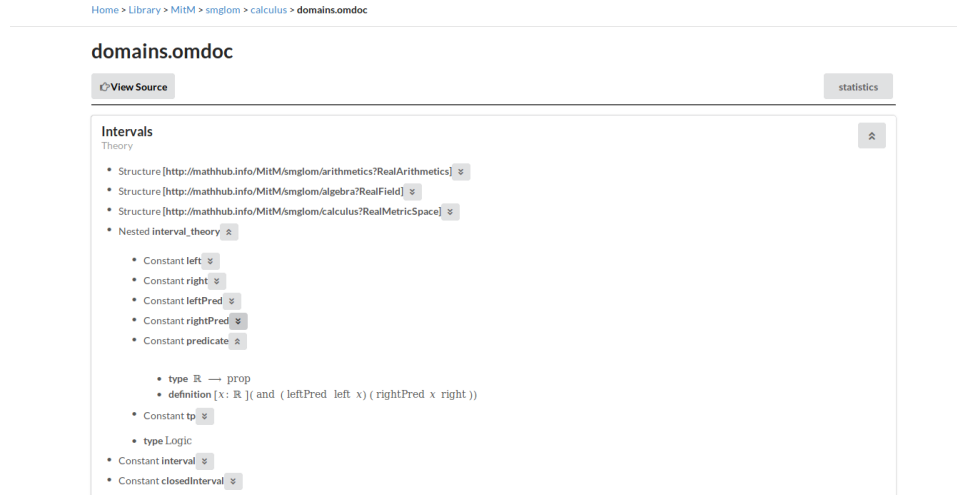 Home > Library > MitM > smglom > calculus > domains.omdoc
domains.omdoc
View Source
statistics
Intervals
Theory
Structure [http://mathhub.info/MitM/smglom/arithmetics?RealArithmetics]
Structure [http://mathhub.info/MitM/smglom/algebra?RealField]
Structure [http://mathhub.info/MitM/smglom/calculus?RealMetricSpace]
Nested interval_theory
Constant left
Constant right
Constant leftPred
Constant rightPred
Constant predicate
type ℝ ⟶ prop
definition [x: ℝ ]( and ( leftPred left x) ( rightPred x right ))
Constant tp
type Logic
Constant interval
Constant closedInterval